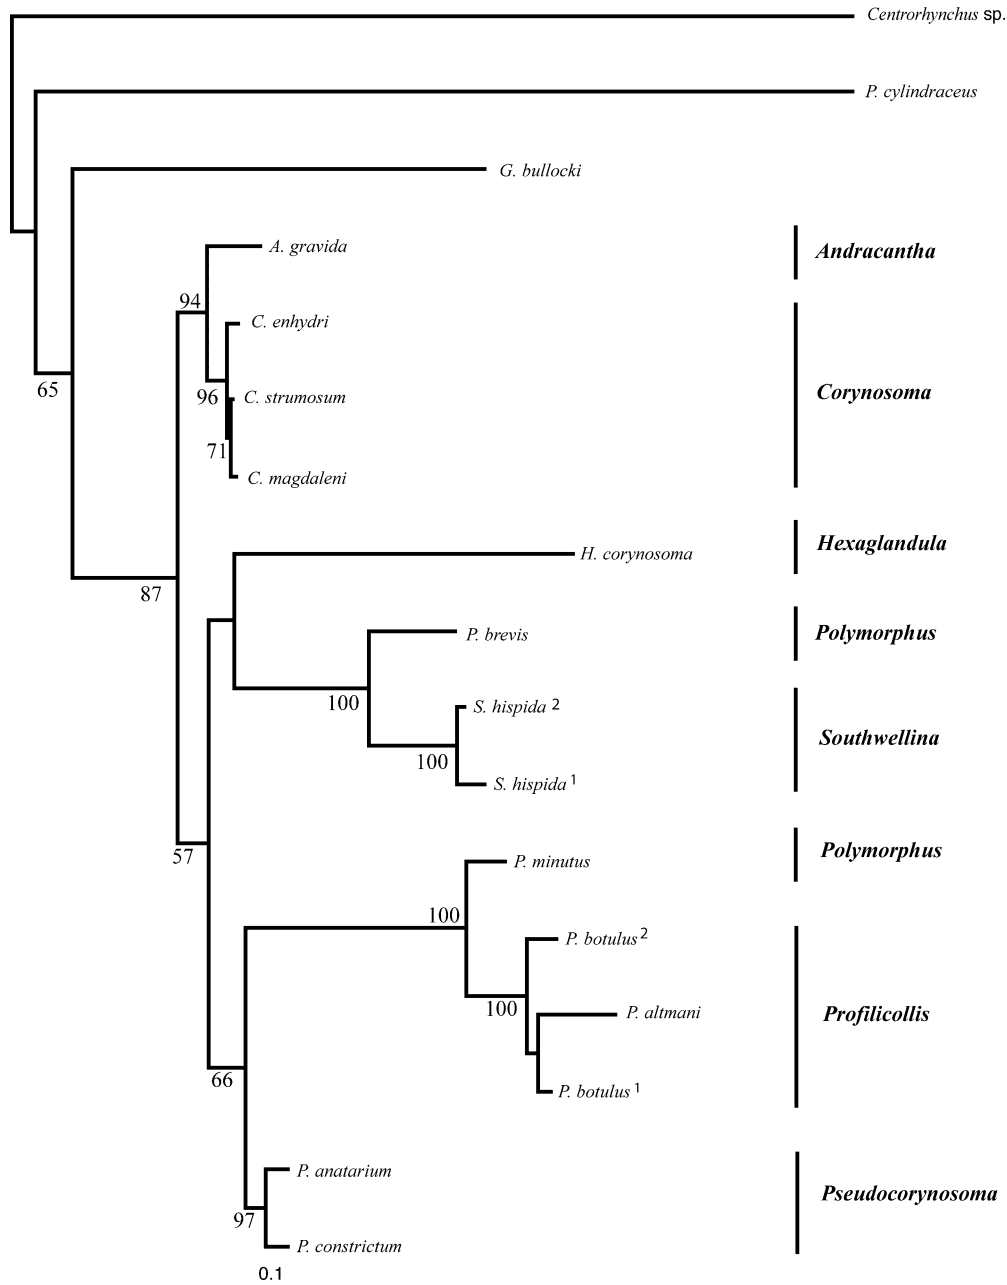 Centrorhynchus sp.
P. cylindraceus
G. bullocki
A. gravida
Andracantha
94
C. enhydri
65
96
C. strumosum
Corynosoma
71
C. magdaleni
H. corynosoma
Hexaglandula
87
P. brevis
Polymorphus
100
S. hispida 2
Southwellina
100
S. hispida 1
57
P. minutus
Polymorphus
100
P. botulus 2
100
P. altmani
Profilicollis
66
P. botulus 1
P. anatarium
Pseudocorynosoma
97
P. constrictum
0.1